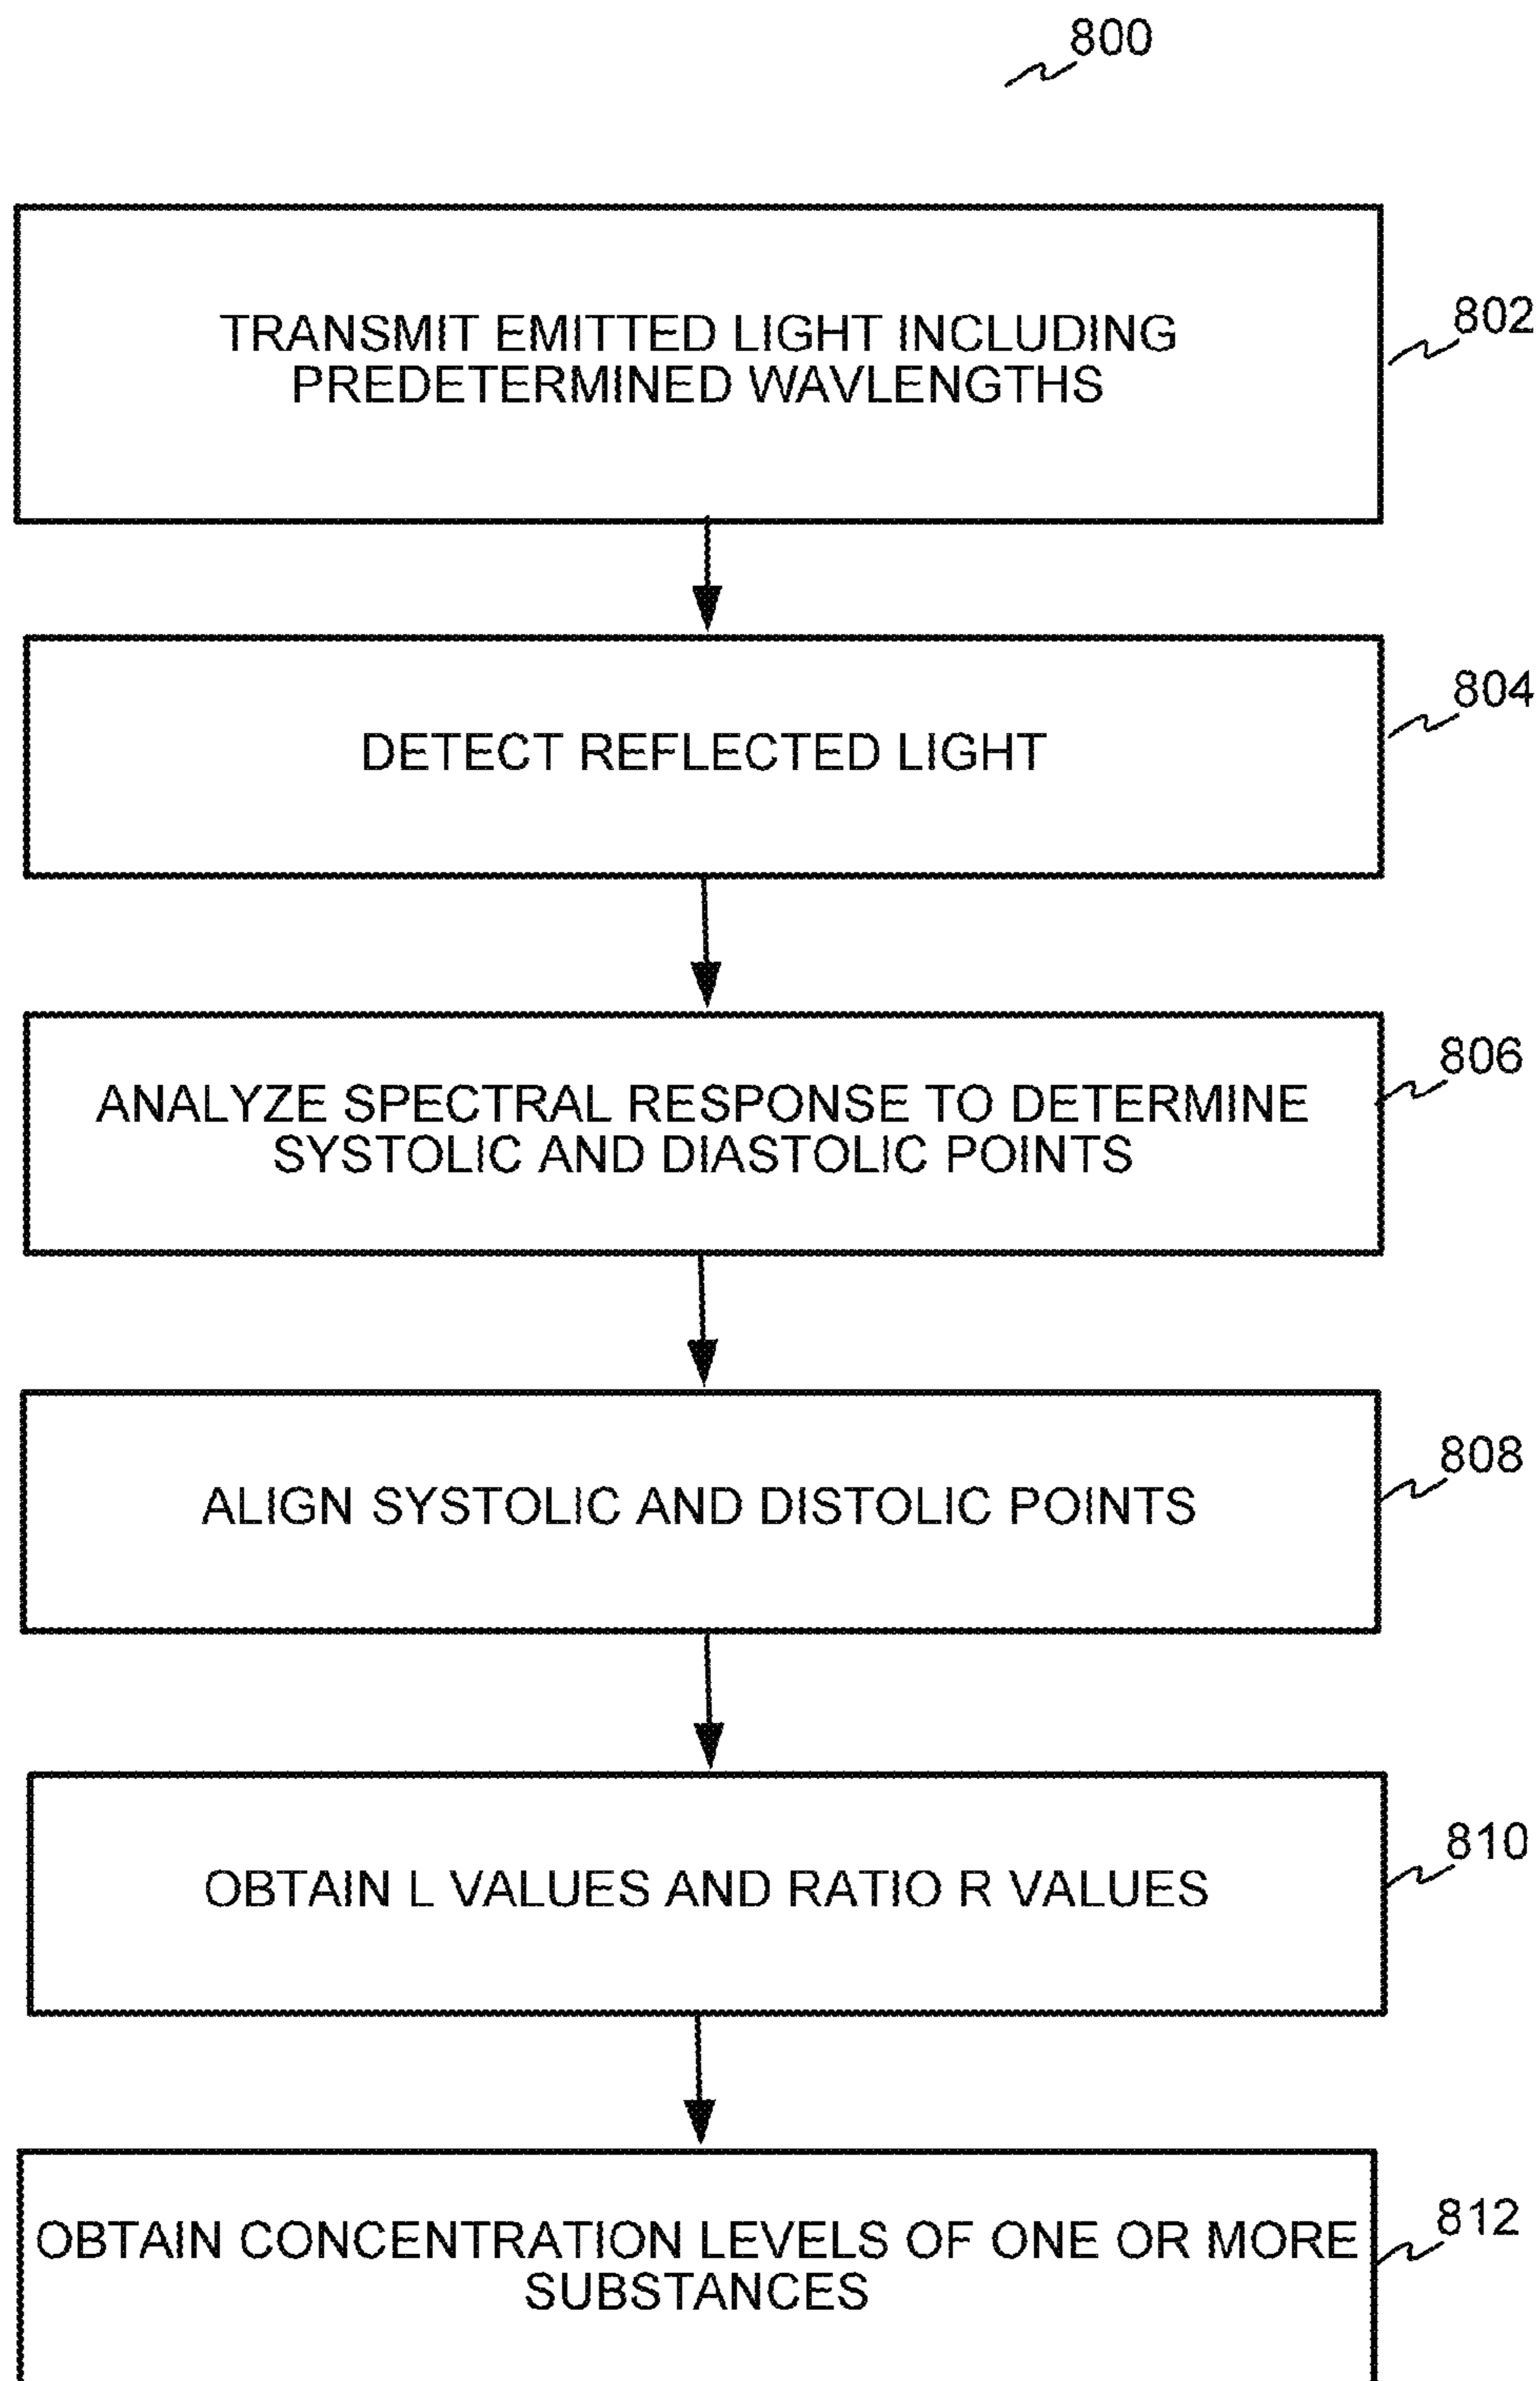 800
TRANSMIT EMITTED LIGHT INCLUDING
PREDETERMINED WAVLENGTHS
802
DETECT REFLECTED LIGHT
804
ANALYZE SPECTRAL RESPONSE TO DETERMINE
SYSTOLIC AND DIASTOLIC POINTS
806
ALIGN SYSTOLIC AND DISTOLIC POINTS
808
OBTAIN L VALUES AND RATIO R VALUES
810
OBTAIN CONCENTRATION LEVELS OF ONE OR MORE
SUBSTANCES
812